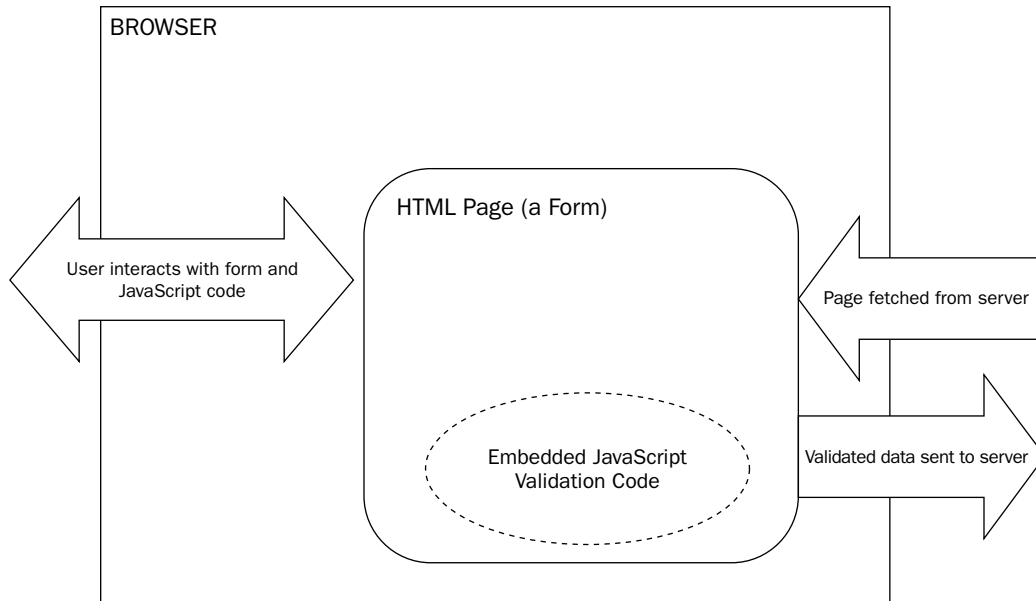 BROWSER
HTML Page (a Form)
User interacts with form and
JavaScript code
Page fetched from server
Embedded JavaScript
Validation Code
Validated data sent to server